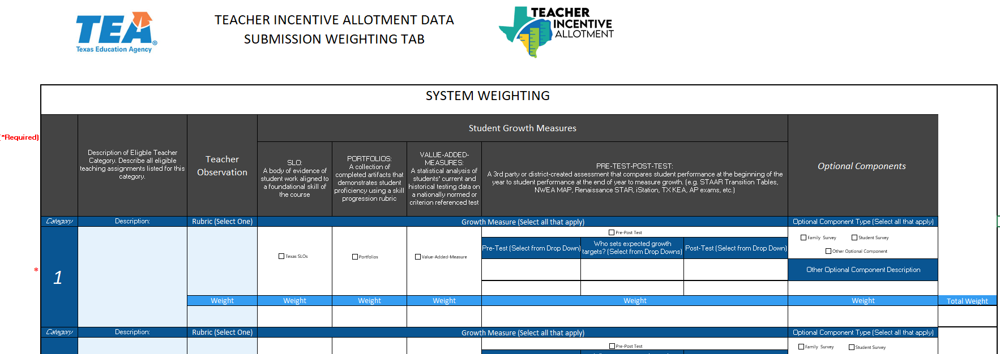 TEA®
Texas Education Agency
TEACHER INCENTIVE ALLOTMENT DATA
SUBMISSION WEIGHTING TAB
TEACHER
INCENTIVE
ALLOTMENT
SYSTEM WEIGHTING
(*Required)
Description of Eligible Teacher
Category. Describe all eligible
teaching assignments listed for this
category.
Teacher
Observation
Student Growth Measures
SLO:
A body of evidence of
student work aligned to
a foundational skill of
the course
PORTFOLIOS:
A collection of
completed artifacts that
demonstrates student
proficiency using a skill
progression rubric
VALUE-ADDED-
MEASURES:
A statistical analysis of
students' current and
historical testing data on
a nationally normed or
criterion referenced test
PRE-TEST-POST-TEST:
A 3rd party or district-created assessment that compares student performance at the beginning of the
year to student performance at the end of year to measure growth. (e.g. STAAR Transition Tables,
NWEA MAP, Renaissance STAR, iStation, TX KEA, AP exams, etc.)
Optional Components
Category
Description:
Rubric (Select One)
Growth Measure (Select all that apply)
Optional Component Type (Select all that apply)
*
1
Texas SLOs
Portfolios
Value-Added-Measure
Pre-Post Test
Pre-Test (Select from Drop Down)
Who sets expected growth
targets? (Select from Drop Downs)
Post-Test (Select from Drop Down)
Family Survey
Student Survey
Other Optional Component
Other Optional Component Description
Weight
Weight
Weight
Weight
Weight
Weight
Total Weight
Category
Description:
Rubric (Select One)
Growth Measure (Select all that apply)
Optional Component Type (Select all that apply)
Pre-Post Test
Family Survey
Student Survey